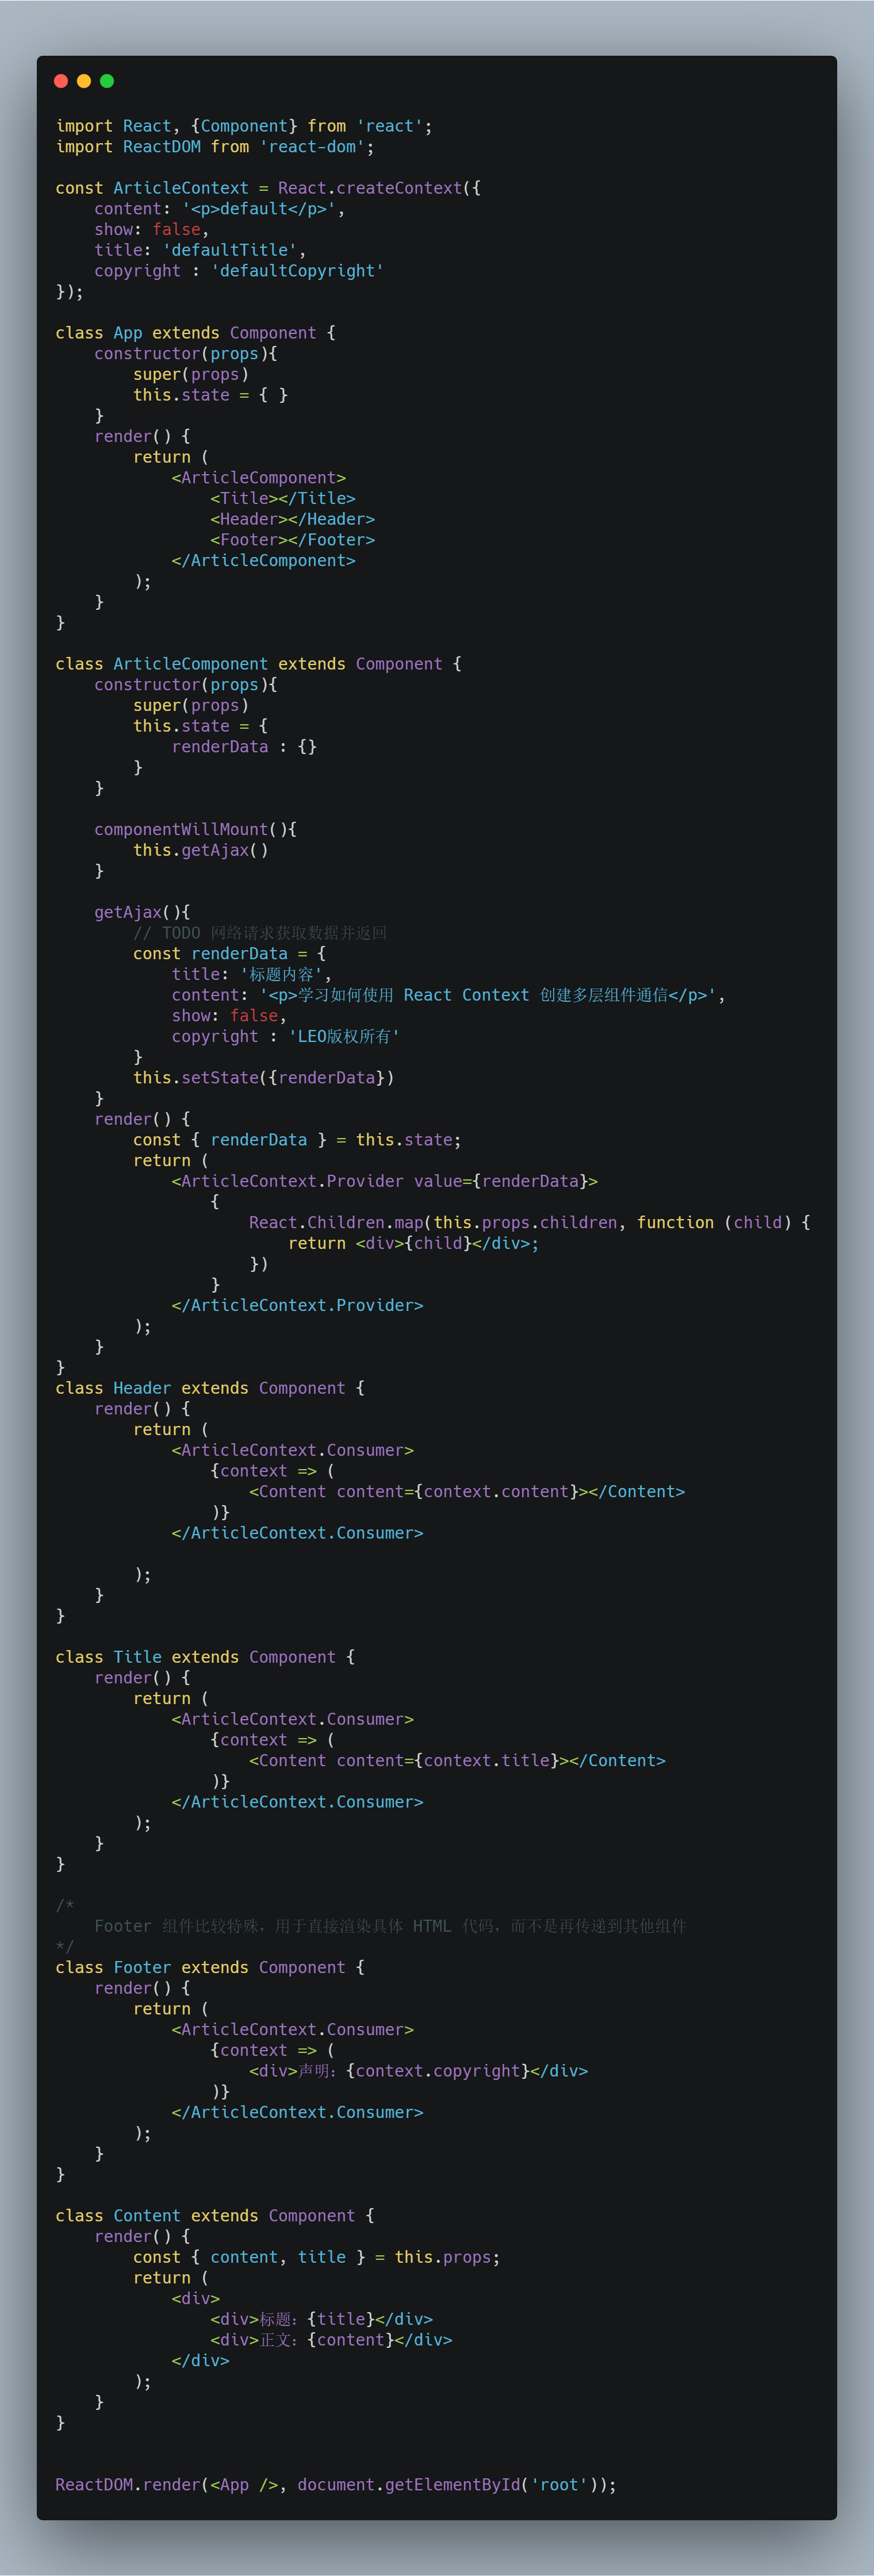 import React, {Component} from 'react';
import ReactDOM from 'react-dom';

const ArticleContext = React.createContext({
    content: '<p>default</p>',
    show: false,
    title: 'defaultTitle',
    copyright : 'defaultCopyright'
});

class App extends Component {
    constructor(props){
        super(props)
        this.state = { }
    }
    render() {
        return (
            <ArticleComponent>
                <Title></Title>
                <Header></Header>
                <Footer></Footer>
            </ArticleComponent>
        );
    }
}

class ArticleComponent extends Component {
    constructor(props){
        super(props)
        this.state = {
            renderData : {}
        }
    }

    componentWillMount(){
        this.getAjax()
    }

    getAjax(){
        // TODO 网络请求获取数据并返回
        const renderData = {
            title: '标题内容',
            content: '<p>学习如何使用 React Context 创建多层组件通信</p>',
            show: false,
            copyright : 'LEO版权所有'
        }
        this.setState({renderData})
    }
    render() {
        const { renderData } = this.state;
        return (
            <ArticleContext.Provider value={renderData}>
                {
                    React.Children.map(this.props.children, function (child) {
                        return <div>{child}</div>;
                    })
                }
            </ArticleContext.Provider>
        );
    }
}
class Header extends Component {
    render() {
        return (
            <ArticleContext.Consumer>
                {context => (
                    <Content content={context.content}></Content>
                )}
            </ArticleContext.Consumer>

        );
    }
}

class Title extends Component {
    render() {
        return (
            <ArticleContext.Consumer>
                {context => (
                    <Content content={context.title}></Content>
                )}
            </ArticleContext.Consumer>
        );
    }
}

/*
    Footer 组件比较特殊，用于直接渲染具体 HTML 代码，而不是再传递到其他组件
*/
class Footer extends Component {
    render() {
        return (
            <ArticleContext.Consumer>
                {context => (
                    <div>声明：{context.copyright}</div>
                )}
            </ArticleContext.Consumer>
        );
    }
}

class Content extends Component {
    render() {
        const { content, title } = this.props;
        return (
            <div>
                <div>标题：{title}</div>
                <div>正文：{content}</div>
            </div>
        );
    }
}


ReactDOM.render(<App />, document.getElementById('root'));